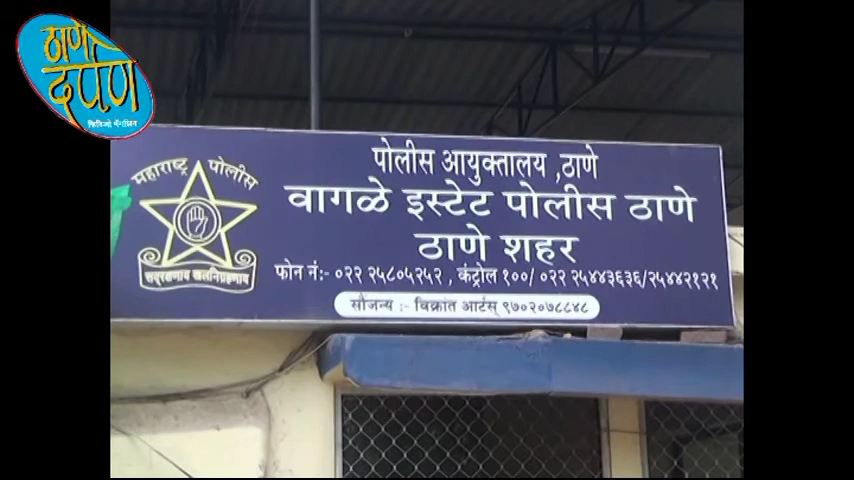 ठाणे
दर्पण
व्हिडिओ मॅगझिन
महाराष्ट्र पोलीस
सद्रक्षणाय खलनिग्रहणाय
पोलीस आयुक्तालय ,ठाणे
वागळे इस्टेट पोलीस ठाणे
ठाणे शहर
फोन नं:- ०२२ २५८०५२५२ , कंट्रोल १००/ ०२२ २५४४३६३६/२५४४२१२१
सौजन्य :- विक्रांत आर्टस् ९७०२०७८८४८